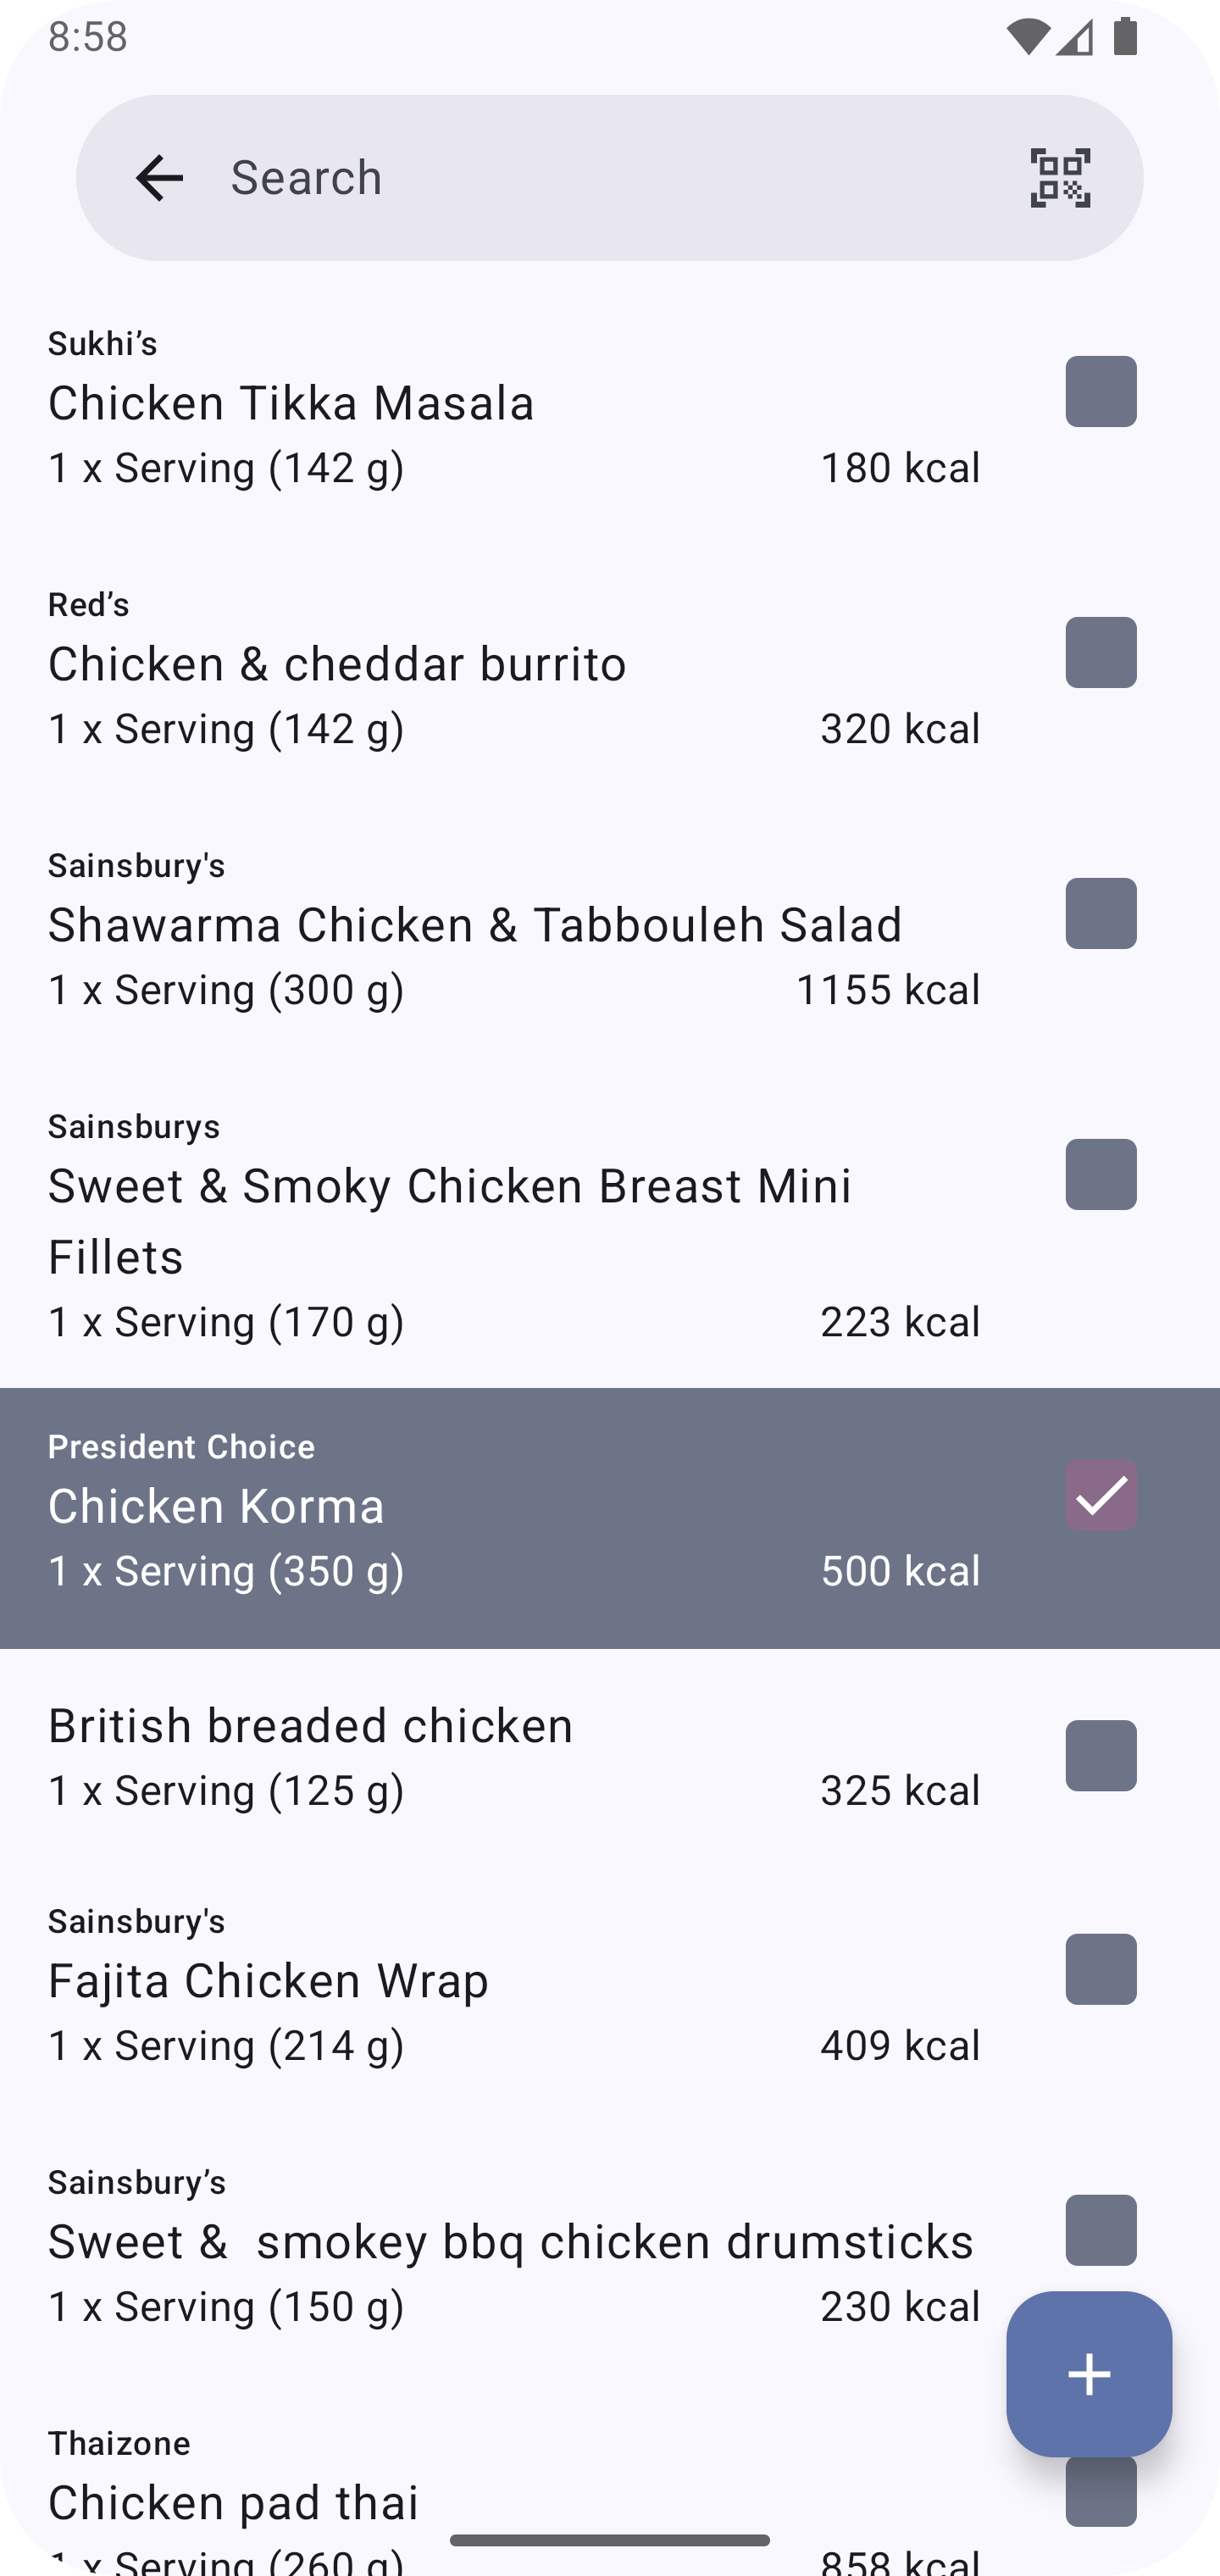 8:58
Search
Sukhi’s
Chicken Tikka Masala
1 x Serving (142 g)
180 kcal
Red’s
Chicken & cheddar burrito
1 x Serving (142 g)
320 kcal
Sainsbury's
Shawarma Chicken & Tabbouleh Salad
1 x Serving (300 g)
1155 kcal
Sainsburys
Sweet & Smoky Chicken Breast Mini
Fillets
1 x Serving (170 g)
223 kcal
President Choice
Chicken Korma
1 x Serving (350 g)
500 kcal
British breaded chicken
1 x Serving (125 g)
325 kcal
Sainsbury's
Fajita Chicken Wrap
1 x Serving (214 g)
409 kcal
Sainsbury’s
Sweet &  smokey bbq chicken drumsticks
1 x Serving (150 g)
230 kcal
Thaizone
Chicken pad thai
1 x Serving (260 g)
858 kcal